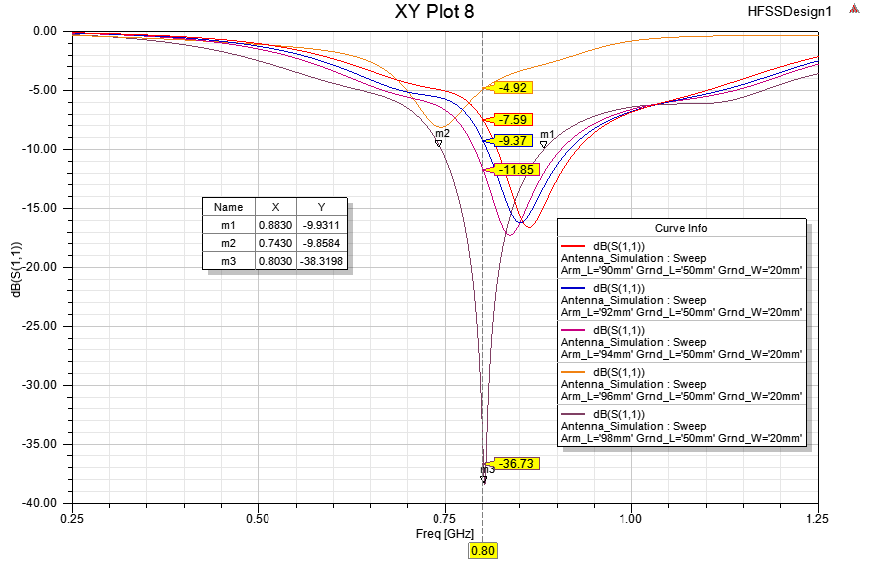 XY Plot 8
HFSSDesign1
0.00
-5.00
-10.00
-15.00
-20.00
-25.00
-30.00
-35.00
-40.00
dB(S(1,1))
-4.92
-7.59
-9.37
-11.85
-36.73
m2
m1
m3
Name X Y
m1 0.8830 -9.9311
m2 0.7430 -9.8584
m3 0.8030 -38.3198
Curve Info
dB(S(1,1))
Antenna_Simulation : Sweep
Arm_L='90mm' Grnd_L='50mm' Grnd_W='20mm'
dB(S(1,1))
Antenna_Simulation : Sweep
Arm_L='92mm' Grnd_L='50mm' Grnd_W='20mm'
dB(S(1,1))
Antenna_Simulation : Sweep
Arm_L='94mm' Grnd_L='50mm' Grnd_W='20mm'
dB(S(1,1))
Antenna_Simulation : Sweep
Arm_L='96mm' Grnd_L='50mm' Grnd_W='20mm'
dB(S(1,1))
Antenna_Simulation : Sweep
Arm_L='98mm' Grnd_L='50mm' Grnd_W='20mm'
0.25 0.50 0.75 1.00 1.25
Freq [GHz]
0.80